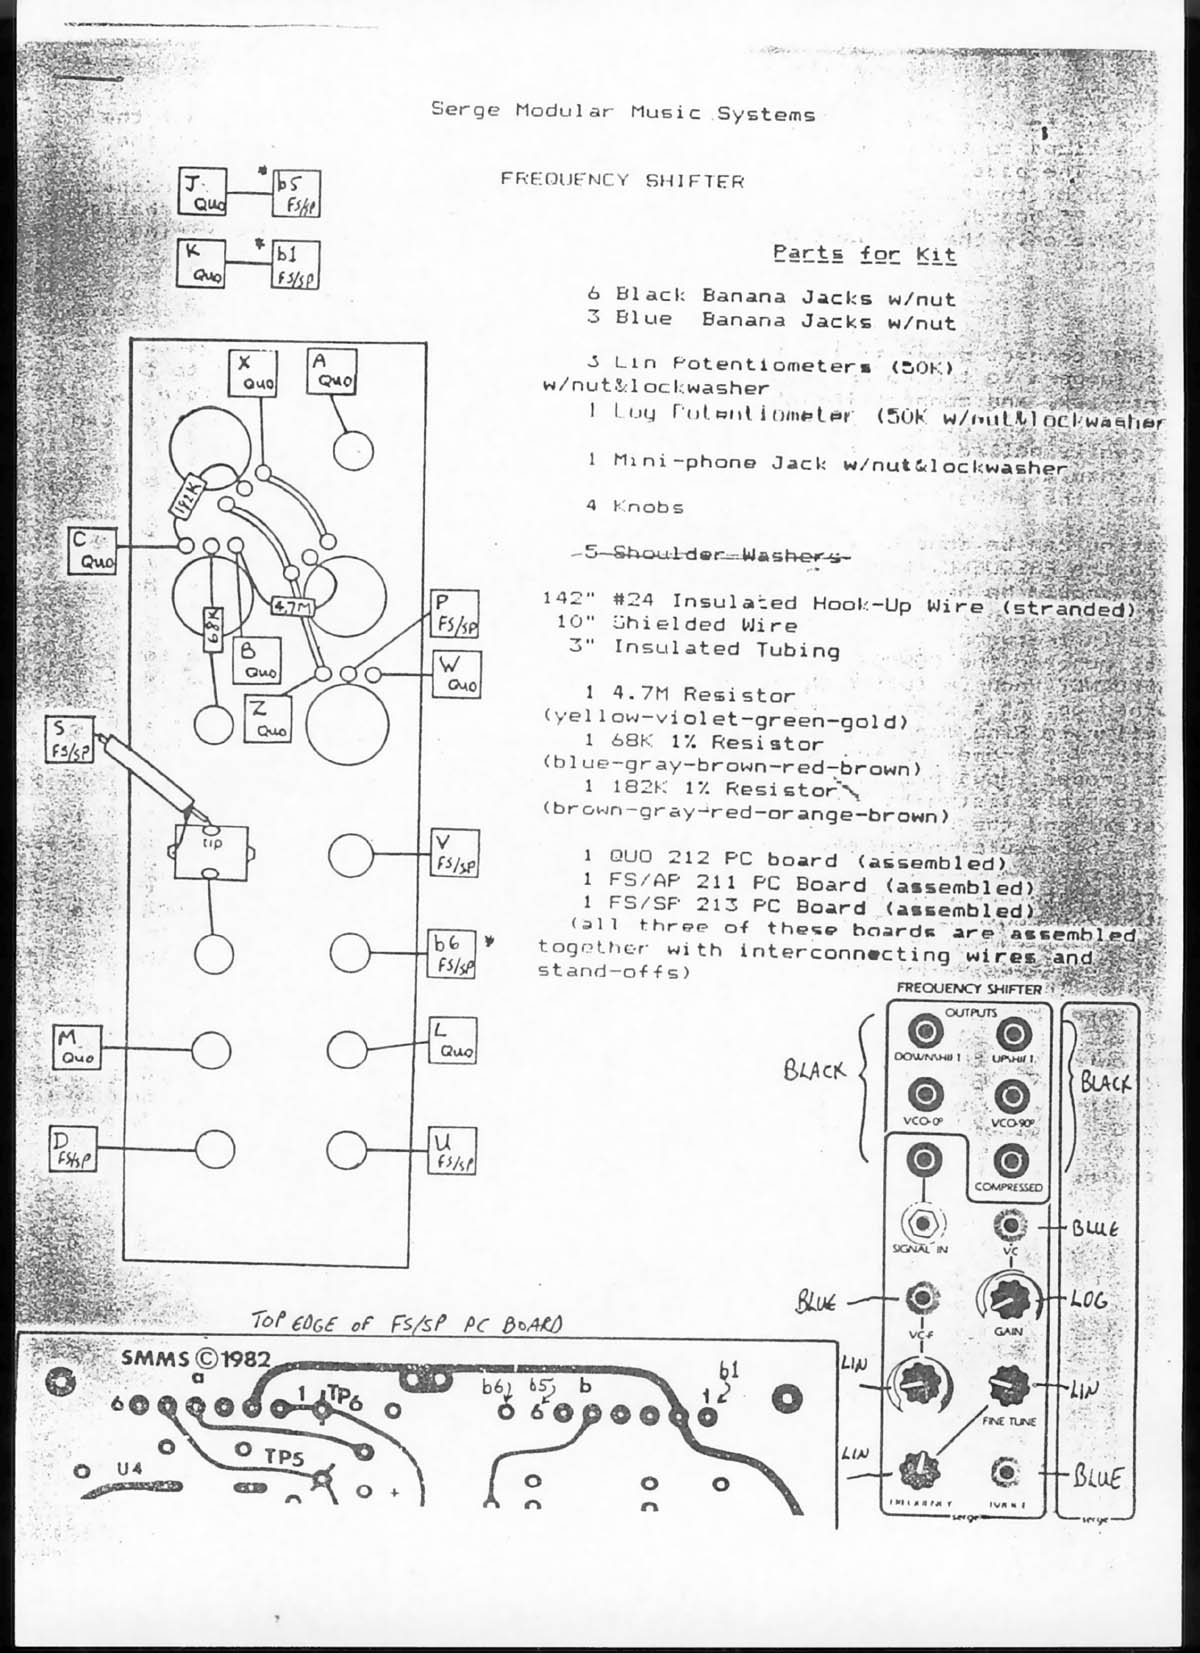 Serge Modular Music Systems
FREQUENCY SHIFTER
J
Quo
*
b5
FS/SP
K
Quo
*
b1
FS/SP
Parts for Kit
6 Black Banana Jacks w/nut
3 Blue Banana Jacks w/nut
3 Lin Potentiometers (50K)
w/nut&lockwasher
1 Log Potentiometer (50K w/nut&lockwasher
1 Mini-phone Jack w/nut&lockwasher
4 Knobs
5 Shoulder Washers
142" #24 Insulated Hook-Up Wire (stranded)
10" Shielded Wire
3" Insulated Tubing
1 4.7M Resistor
(yellow-violet-green-gold)
1 68K 1% Resistor
(blue-gray-brown-red-brown)
1 182K 1% Resistor
(brown-gray-red-orange-brown)
1 QUO 212 PC board (assembled)
1 FS/AP 211 PC Board (assembled)
1 FS/SP 213 PC Board (assembled)
(all three of these boards are assembled
together with interconnecting wires and
stand-offs)
X
Quo
A
Quo
192K
C
Quo
4.7M
68K
P
FS/SP
B
Quo
W
Quo
Z
Quo
S
FS/SP
tip
V
FS/SP
b6
FS/SP
*
M
Quo
L
Quo
D
FS/SP
U
FS/SP
FREQUENCY SHIFTER
OUTPUTS
DOWNSHIFT
UPSHIFT
BLACK
BLACK
VCO-0°
VCO-90°
COMPRESSED
SIGNAL IN
VC
BLUE
BLUE
LOG
VC-F
GAIN
LIN
LIN
FINE TUNE
LIN
BLUE
FREQUENCY
serge
serge
TOP EDGE OF FS/SP PC BOARD
SMMS © 1982
a
6
1
TP6
b6
b5
b
b1
6
1
TP5
U4
+